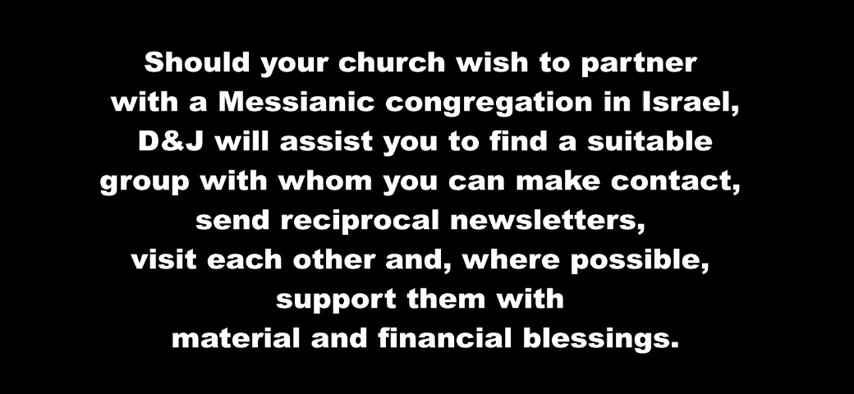 Should your church wish to partner
with a Messianic congregation in Israel,
D&J will assist you to find a suitable
group with whom you can make contact,
send reciprocal newsletters,
visit each other and, where possible,
support them with
material and financial blessings.